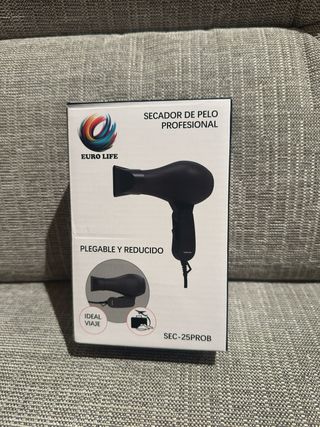 EURO LIFE
SECADOR DE PELO
PROFESIONAL
PLEGABLE Y REDUCIDO
IDEAL
VIAJE
SEC-25PROB